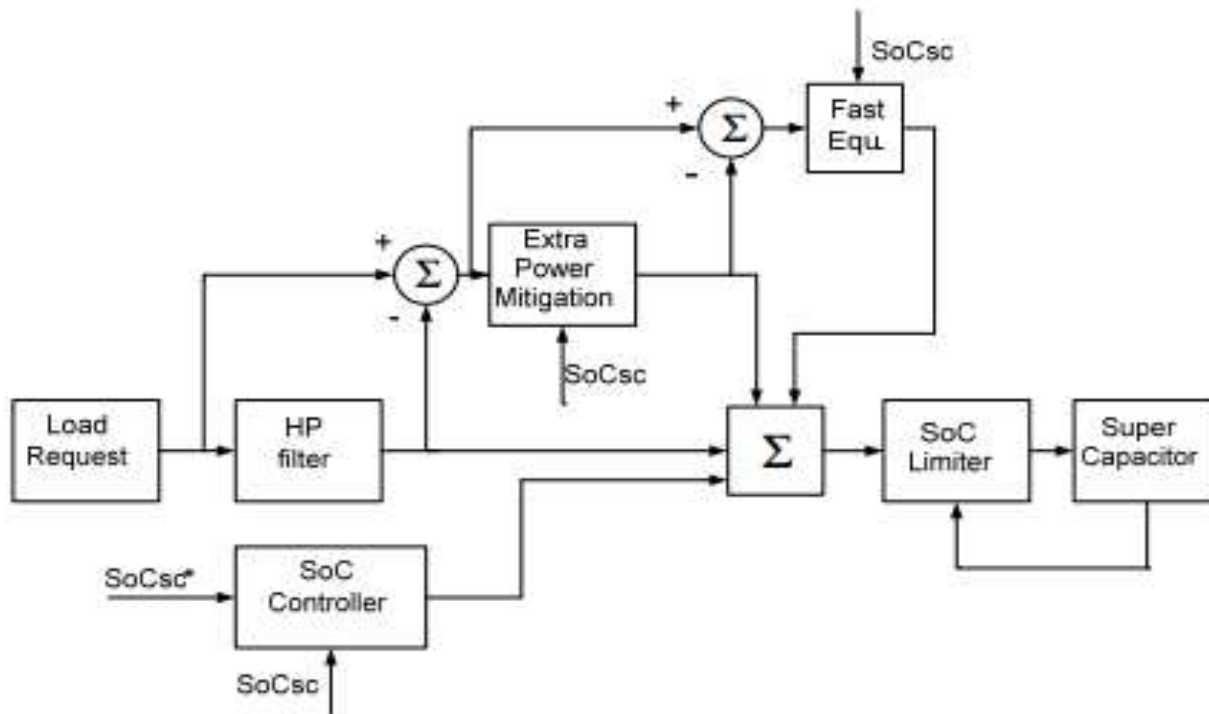 SoCsc
Fast
Equ.
+
Σ
-
Extra
Power
Mitigation
+
Σ
-
SoCsc
Load
Request
HP
filter
Σ
SoC
Limiter
Super
Capacitor
SoCsc*
SoC
Controller
SoCsc